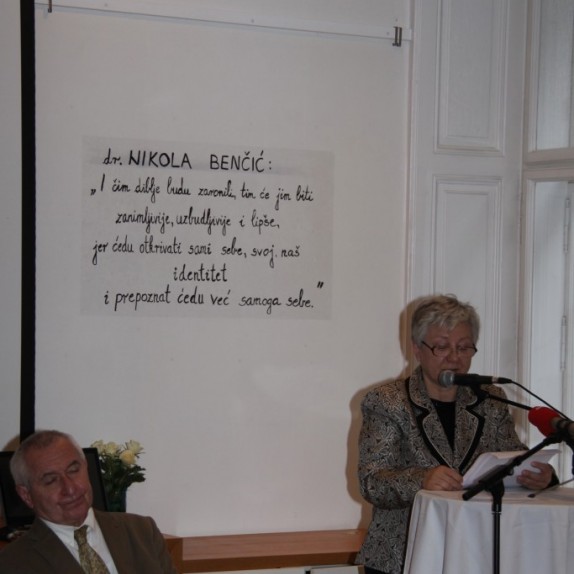 dr. NIKOLA BENČIĆ:
„I čim diblje budu zaronili, tim će jim biti
zanimljivije, uzbudljivije i lipše,
jer ćedu otkrivati sami sebe, svoj, naš
identitet
i prepoznat ćedu već samoga sebe.”